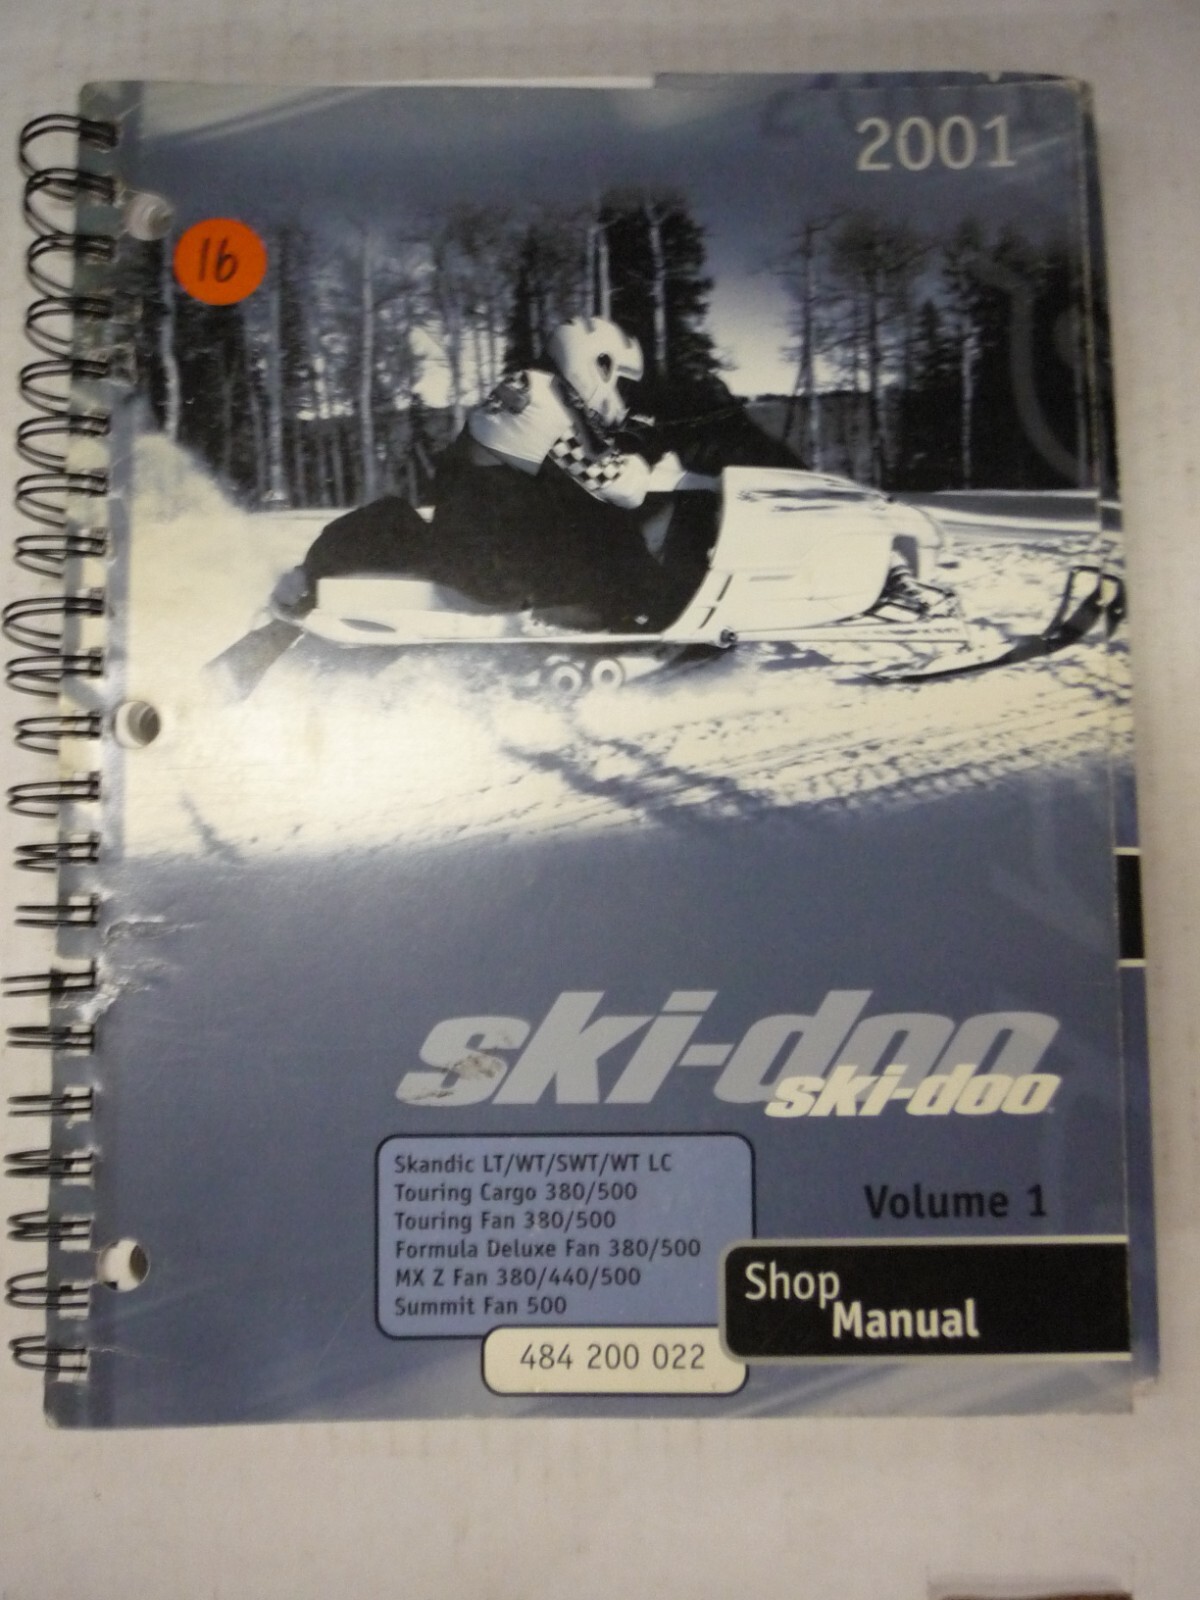 2001
16
ski-doo
ski-doo
Skandic LT/WT/SWT/WT LC
Touring Cargo 380/500
Touring Fan 380/500
Formula Deluxe Fan 380/500
MX Z Fan 380/440/500
Summit Fan 500
Volume 1
Shop
Manual
484 200 022